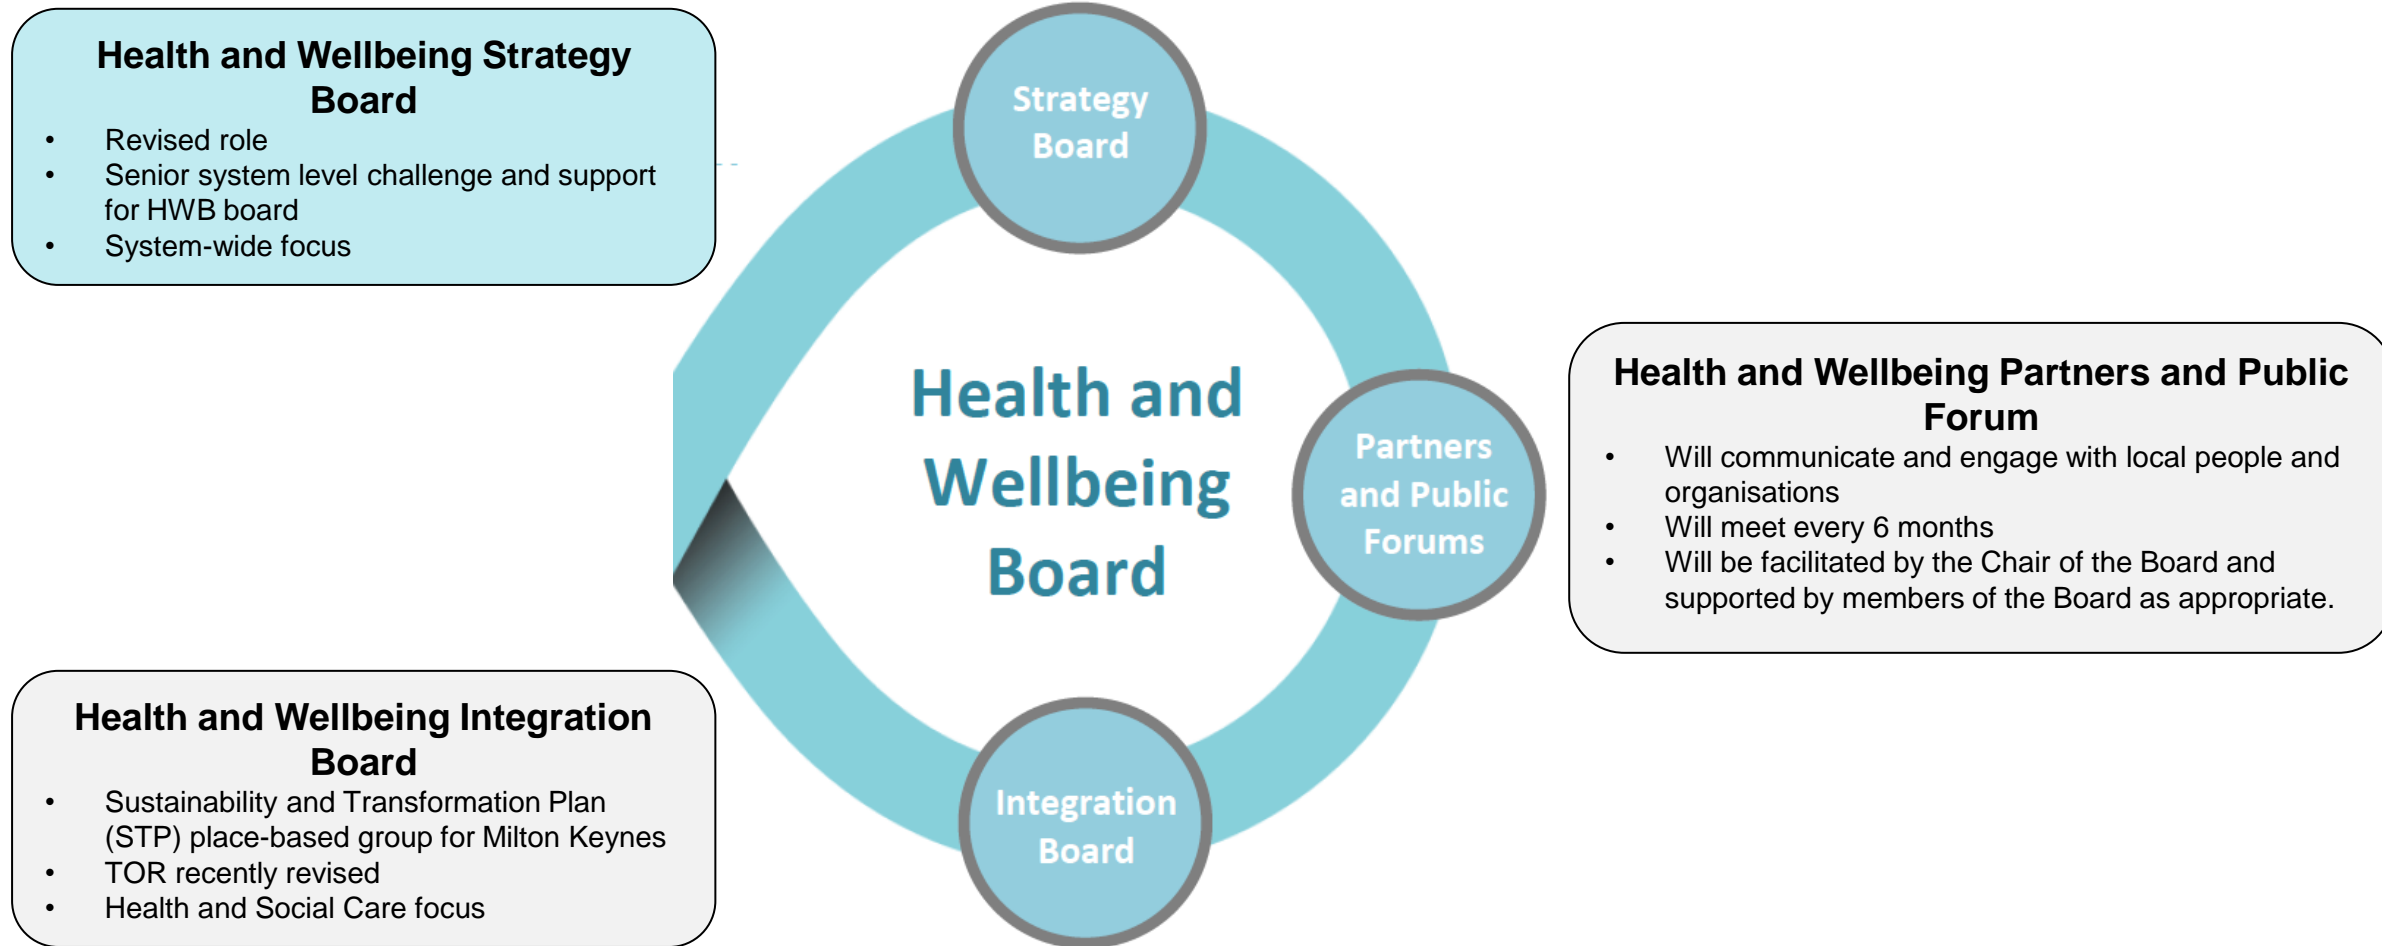 Health and Wellbeing Strategy
Board
• Revised role
• Senior system level challenge and support
for HWB board
• System-wide focus
Strategy
Board
Health and
Wellbeing
Board
Partners
and Public
Forums
Health and Wellbeing Partners and Public
Forum
• Will communicate and engage with local people and
organisations
• Will meet every 6 months
• Will be facilitated by the Chair of the Board and
supported by members of the Board as appropriate.
Health and Wellbeing Integration
Board
• Sustainability and Transformation Plan
(STP) place-based group for Milton Keynes
• TOR recently revised
• Health and Social Care focus
Integration
Board